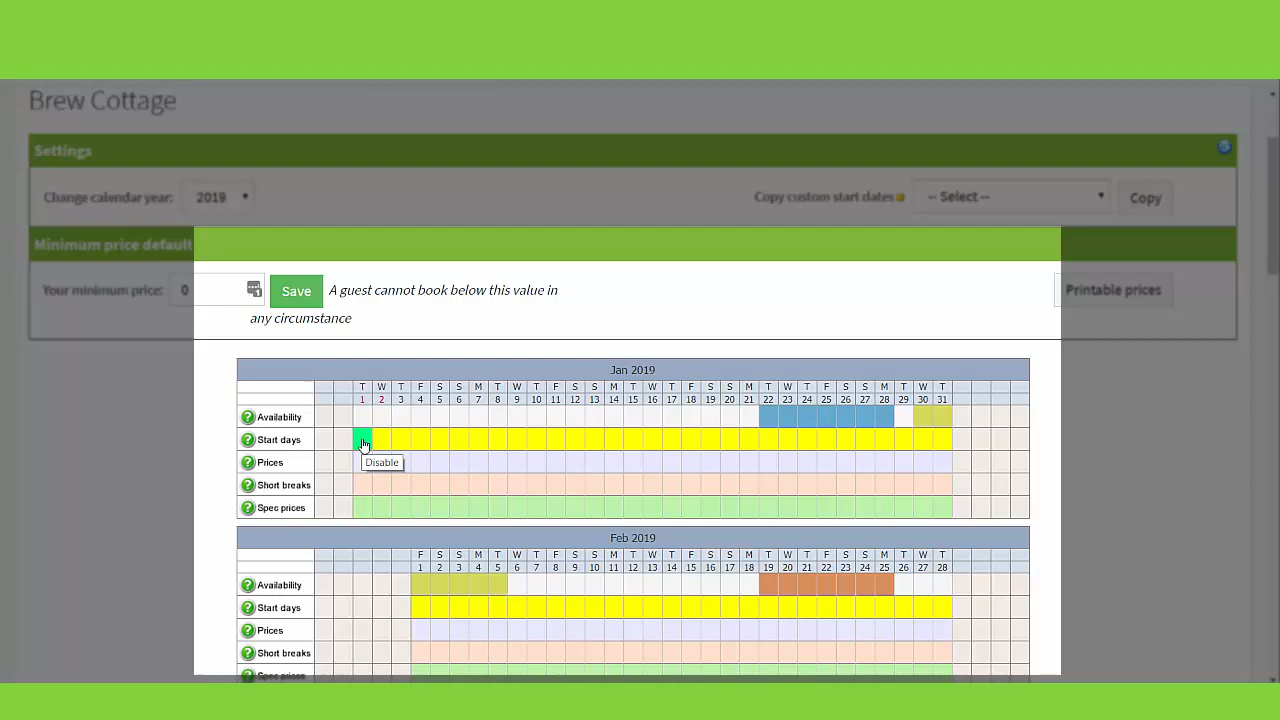 Brew Cottage
Settings
Change calendar year: 2019 Copy custom start dates -- Select -- Copy
Minimum price default
Your minimum price: 0 Save A guest cannot book below this value in Printable prices
any circumstance
Jan 2019
T W T F S S M T W T F S S M T W T F S S M T W T F S S M T W T
1 2 3 4 5 6 7 8 9 10 11 12 13 14 15 16 17 18 19 20 21 22 23 24 25 26 27 28 29 30 31
? Availability
? Start days
? Prices Disable
? Short breaks
? Spec prices
Feb 2019
F S S M T W T F S S M T W T F S S M T W T F S S M T W T
1 2 3 4 5 6 7 8 9 10 11 12 13 14 15 16 17 18 19 20 21 22 23 24 25 26 27 28
? Availability
? Start days
? Prices
? Short breaks
? Spec prices